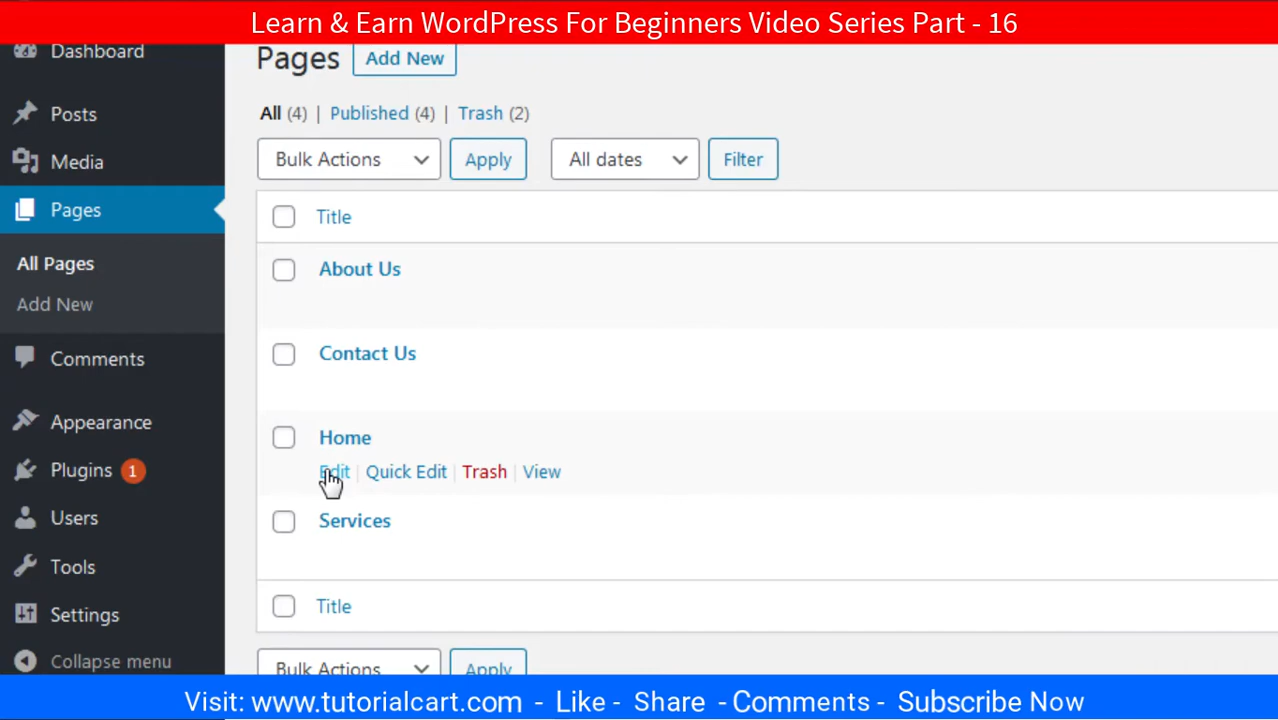 Learn & Earn WordPress For Beginners Video Series Part - 16
Dashboard
Posts
Media
Pages
All Pages
Add New
Comments
Appearance
Plugins 1
Users
Tools
Settings
Collapse menu
Pages Add New
All (4) | Published (4) | Trash (2)
Bulk Actions Apply All dates Filter
Title
About Us
Contact Us
Home
Edit | Quick Edit | Trash | View
Services
Title
Bulk Actions Apply
Visit: www.tutorialcart.com - Like - Share - Comments - Subscribe Now